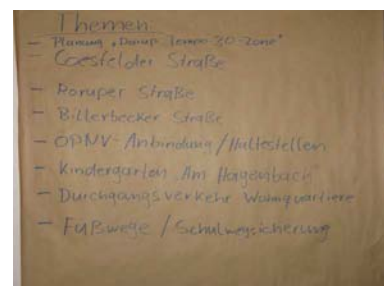 Themen:
- Planung "Darup Tempo 30-Zone"
- Coesfelder Straße
- Roruper Straße
- Billerbecker Straße
- ÖPNV-Anbindung/Haltestellen
- Kindergarten Am Hagenbach
- Durchgangsverkehr Wohnquartiere
- Fußwege / Schulwegsicherung